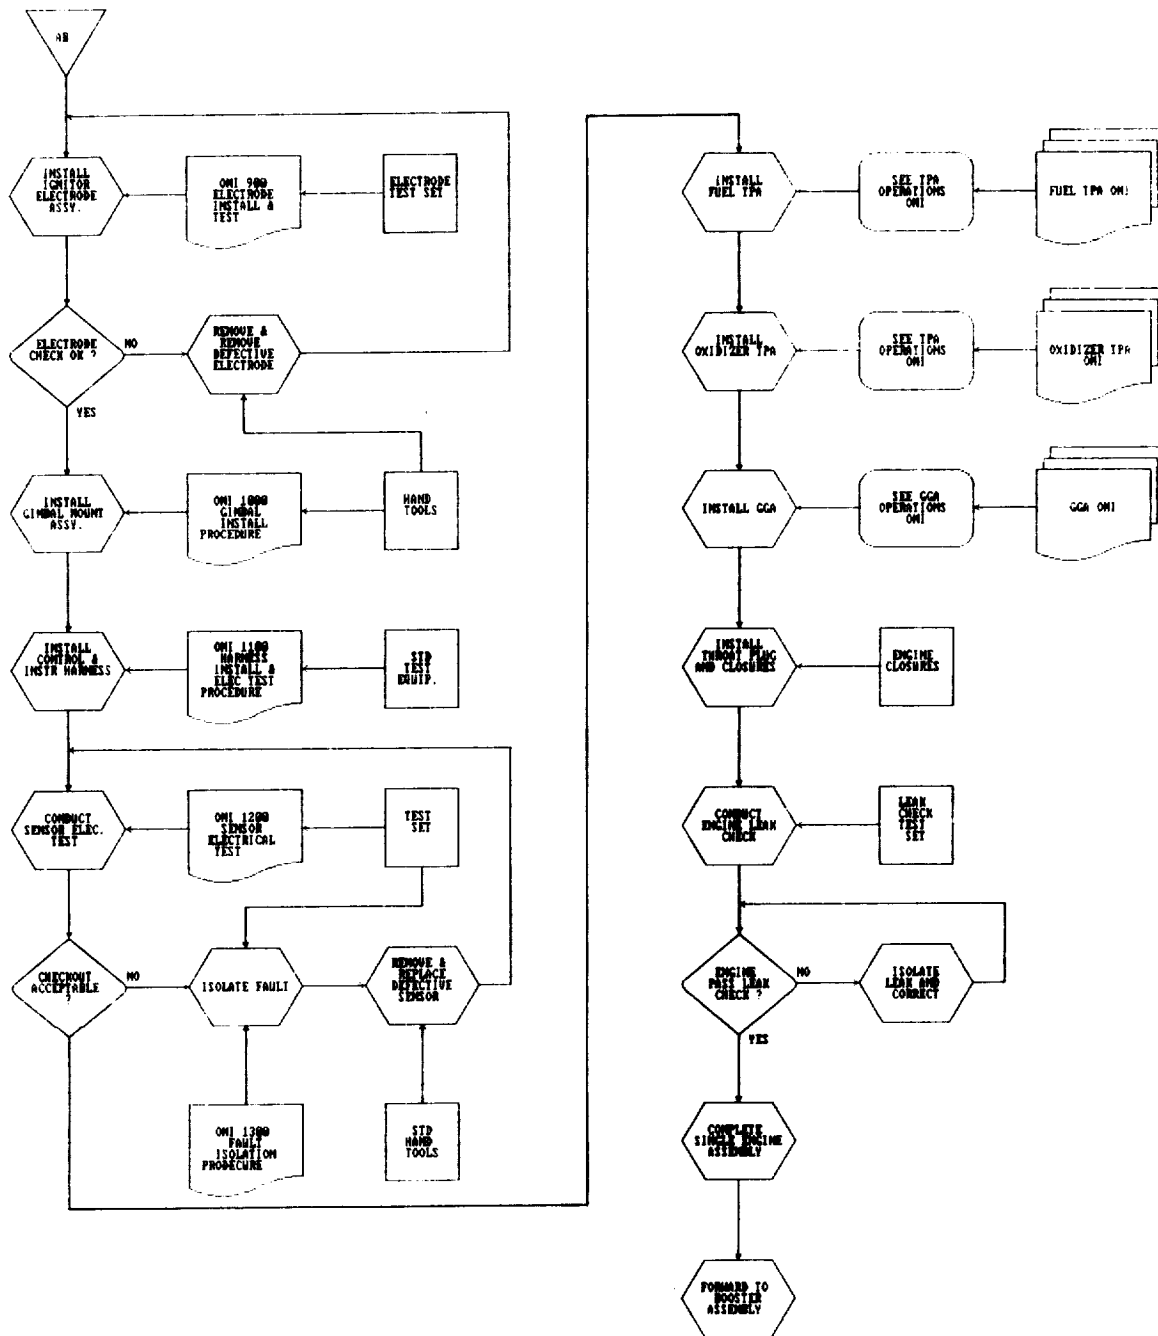 AB
INSTALL
IGNITOR
ELECTRODE
ASSY.
OMI 900
ELECTRODE
INSTALL &
TEST
ELECTRODE
TEST SET
ELECTRODE
CHECK OK ?
NO
YES
REMOVE &
REMOVE
DEFECTIVE
ELECTRODE
INSTALL
GIMBAL MOUNT
ASSY.
OMI 1000
GIMBAL
INSTALL
PROCEDURE
HAND
TOOLS
INSTALL
CONTROL &
INSTR HARNESS
OMI 1100
HARNESS
INSTALL &
ELEC TEST
PROCEDURE
STD
TEST
EQUIP.
CONDUCT
SENSOR ELEC.
TEST
OMI 1200
SENSOR
ELECTRICAL
TEST
TEST
SET
CHECKOUT
ACCEPTABLE
?
NO
ISOLATE FAULT
REMOVE &
REPLACE
DEFECTIVE
SENSOR
OMI 1300
FAULT
ISOLATION
PRODECURE
STD
HAND
TOOLS
INSTALL
FUEL TPA
SEE TPA
OPERATIONS
OMI
FUEL TPA OMI
INSTALL
OXIDIZER TPA
SEE TPA
OPERATIONS
OMI
OXIDIZER TPA
OMI
INSTALL GGA
SEE GGA
OPERATIONS
OMI
GGA OMI
INSTALL
THROAT PLUG
AND CLOSURES
ENGINE
CLOSURES
CONDUCT
ENGINE LEAK
CHECK
LEAK
CHECK
TEST
SET
ENGINE
PASS LEAK
CHECK ?
NO
YES
ISOLATE
LEAK AND
CORRECT
COMPLETE
SINGLE ENGINE
ASSEMBLY
FORWARD TO
BOOSTER
ASSEMBLY